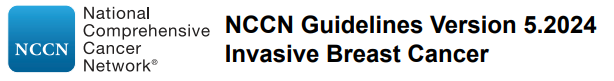 NCCN
National
Comprehensive
Cancer
Network®
NCCN Guidelines Version 5.2024
Invasive Breast Cancer